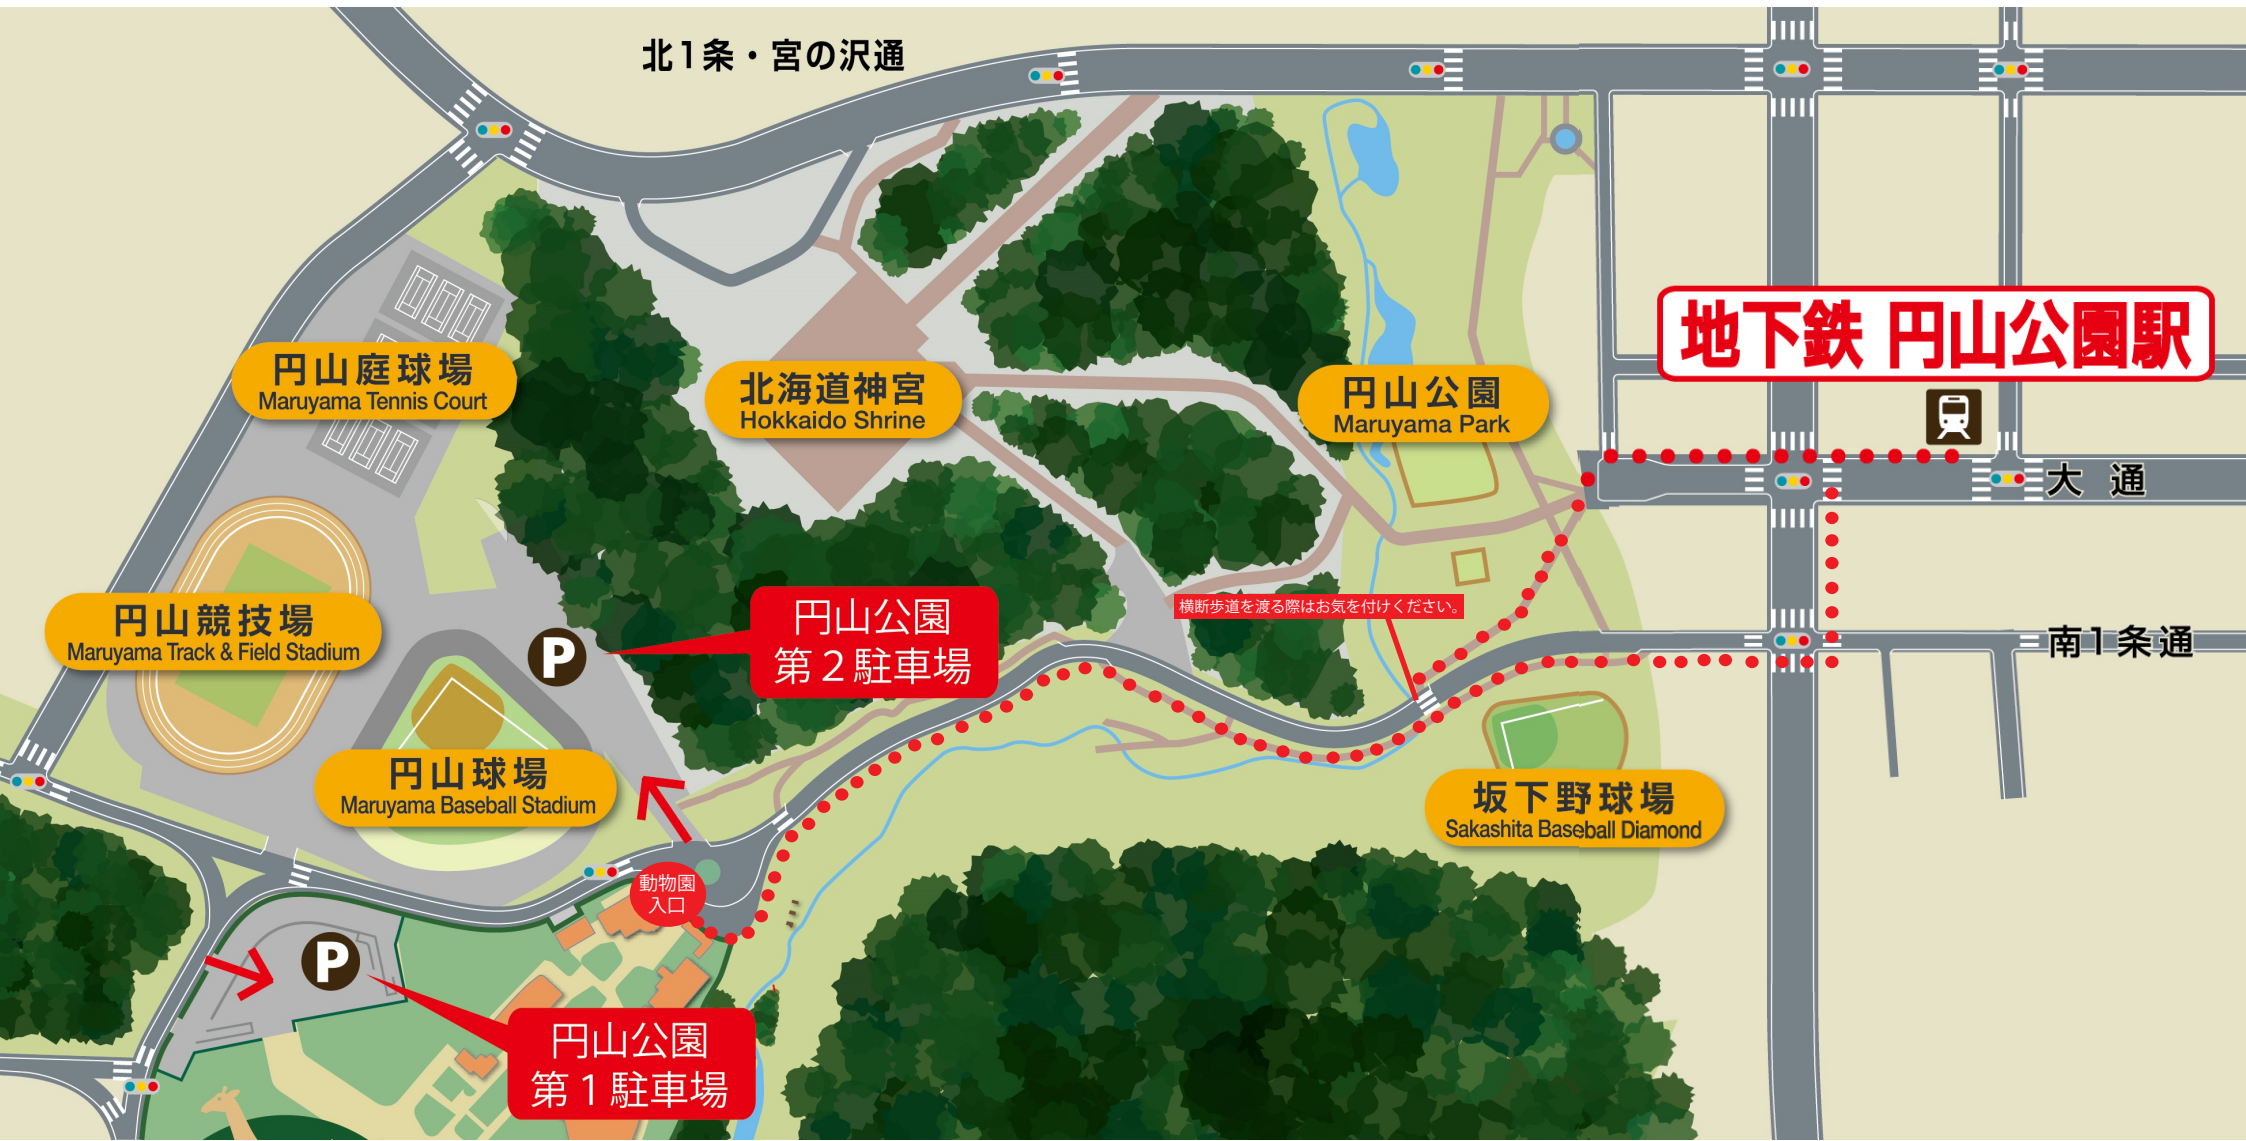 北1条・宮の沢通
地下鉄 円山公園駅
円山庭球場
Maruyama Tennis Court
北海道神宮
Hokkaido Shrine
円山公園
Maruyama Park
大 通
円山競技場
Maruyama Track & Field Stadium
P
円山公園
第2駐車場
横断歩道を渡る際はお気を付けください。
南1条通
円山球場
Maruyama Baseball Stadium
坂下野球場
Sakashita Baseball Diamond
動物園
入口
P
円山公園
第1駐車場